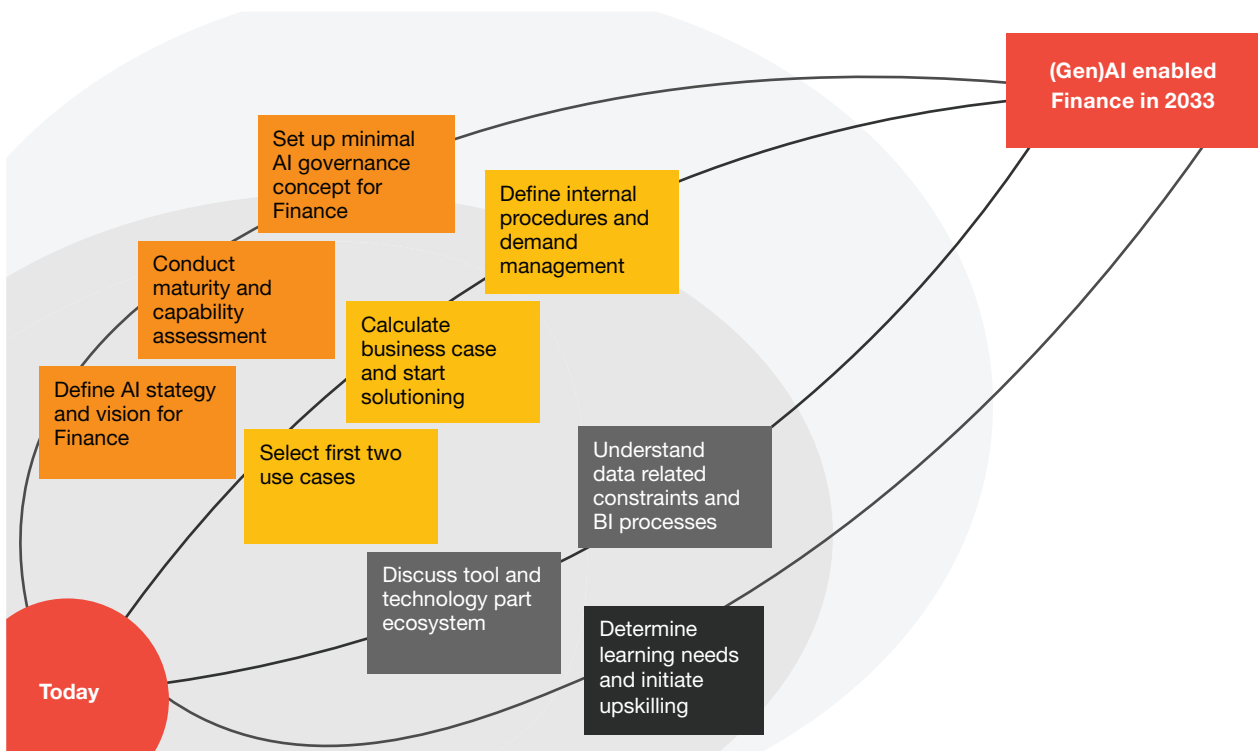 (Gen)AI enabled
Finance in 2033
Set up minimal
AI governance
concept for
Finance
Define internal
procedures and
demand
management
Conduct
maturity and
capability
assessment
Calculate
business case
and start
solutioning
Define AI stategy
and vision for
Finance
Select first two
use cases
Understand
data related
constraints and
BI processes
Discuss tool and
technology part
ecosystem
Determine
learning needs
and initiate
upskilling
Today